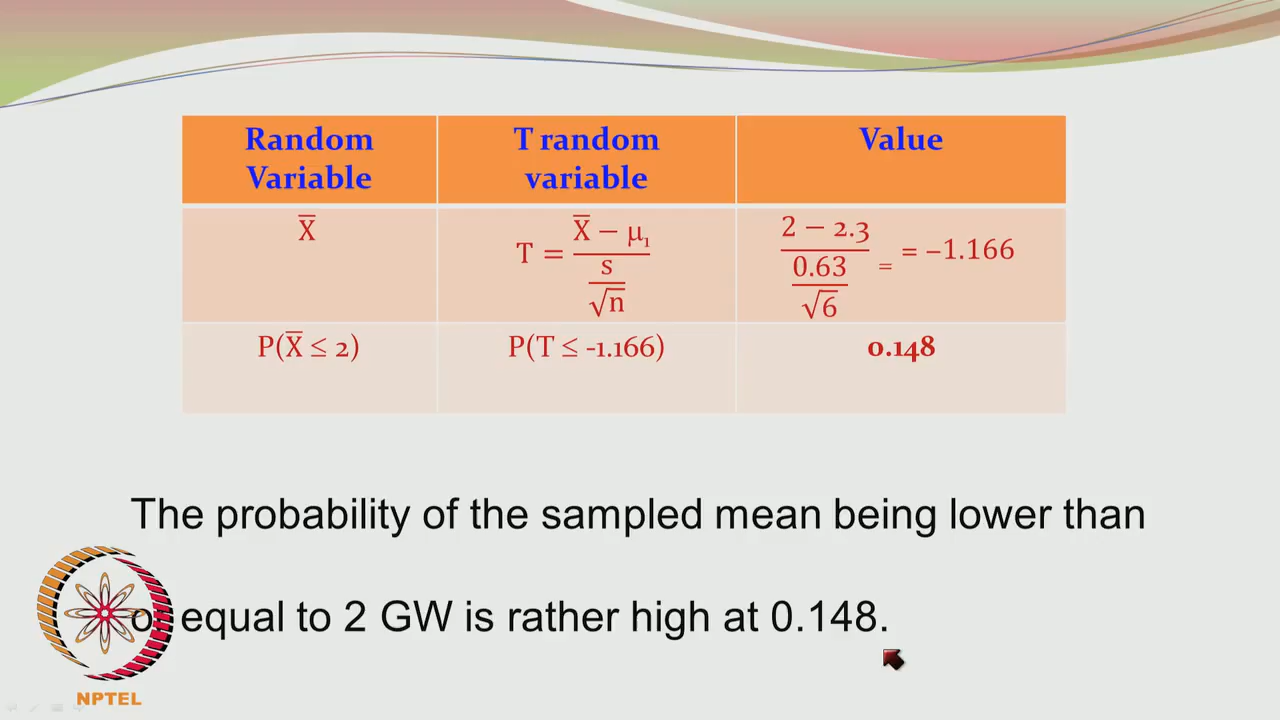 Random Variable
T random variable
Value
X̅
T = (X̅ − μ₁) / (s/√n)
(2 − 2.3) / (0.63/√6) = = −1.166
P(X̅ ≤ 2)
P(T ≤ -1.166)
0.148
The probability of the sampled mean being lower than
or equal to 2 GW is rather high at 0.148.
NPTEL